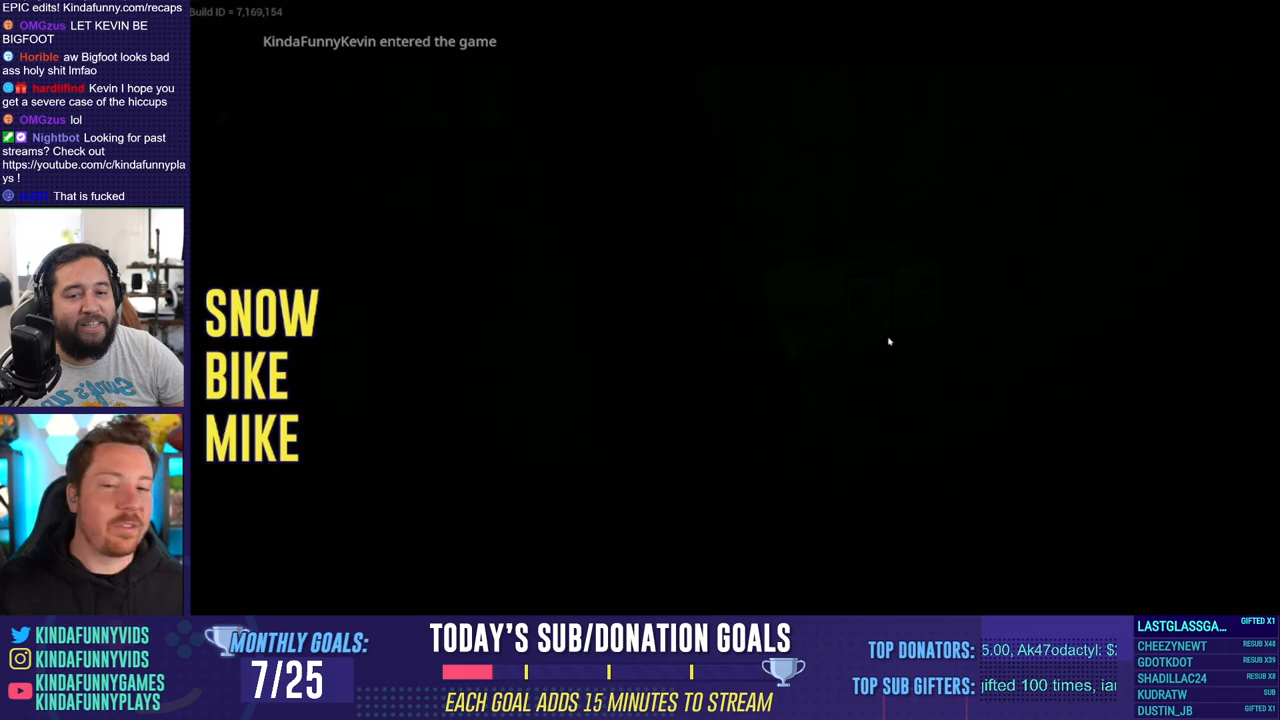 EPIC edits! Kindafunny.com/recaps
OMGzus LET KEVIN BE
BIGFOOT
Horible aw Bigfoot looks bad
ass holy shit lmfao
hardlifind Kevin I hope you
get a severe case of the hiccups
OMGzus lol
Nightbot Looking for past
streams? Check out
https://youtube.com/c/kindafunnypla
ys !
That is fucked
Build ID = 7,169,154
KindaFunnyKevin entered the game
SNOW
BIKE
MIKE
KINDAFUNNYVIDS
KINDAFUNNYVIDS
KINDAFUNNYGAMES
KINDAFUNNYPLAYS
MONTHLY GOALS:
7/25
TODAY'S SUB/DONATION GOALS
EACH GOAL ADDS 15 MINUTES TO STREAM
TOP DONATORS: 5.00, Ak47odactyl:
TOP SUB GIFTERS: gifted 100 times,
LASTGLASSGA... GIFTED X1
CHEEZYNEWT RESUB X48
GDOTKDOT RESUB X39
SHADILLAC24 RESUB X8
KUDRATW SUB
DUSTIN_JB GIFTED X1